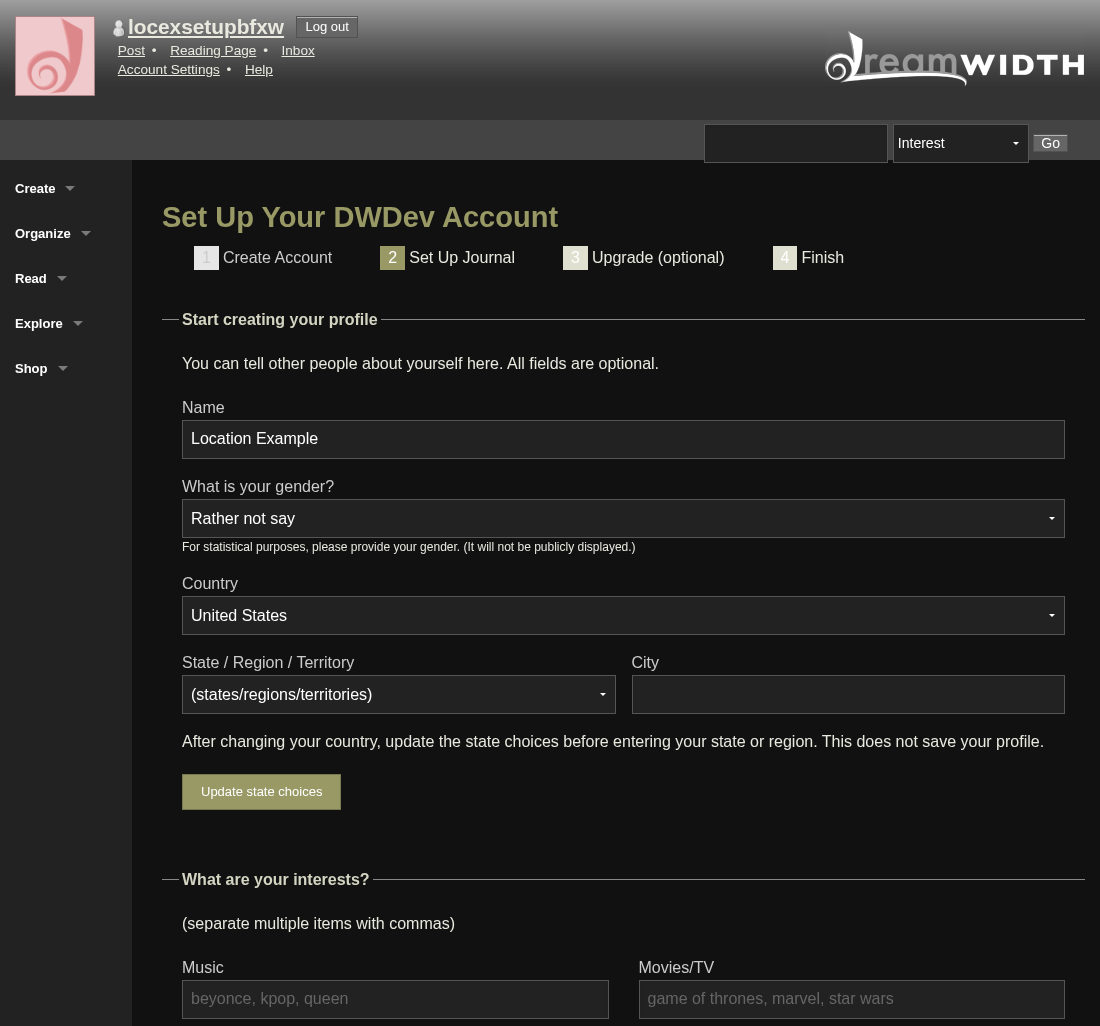 locexsetupbfxw Log out
Post • Reading Page • Inbox
Account Settings • Help
dreamwidth
Interest Go
Create
Organize
Read
Explore
Shop
Set Up Your DWDev Account
1 Create Account 2 Set Up Journal 3 Upgrade (optional) 4 Finish
Start creating your profile
You can tell other people about yourself here. All fields are optional.
Name
Location Example
What is your gender?
Rather not say
For statistical purposes, please provide your gender. (It will not be publicly displayed.)
Country
United States
State / Region / Territory City
(states/regions/territories)
After changing your country, update the state choices before entering your state or region. This does not save your profile.
Update state choices
What are your interests?
(separate multiple items with commas)
Music Movies/TV
beyonce, kpop, queen game of thrones, marvel, star wars